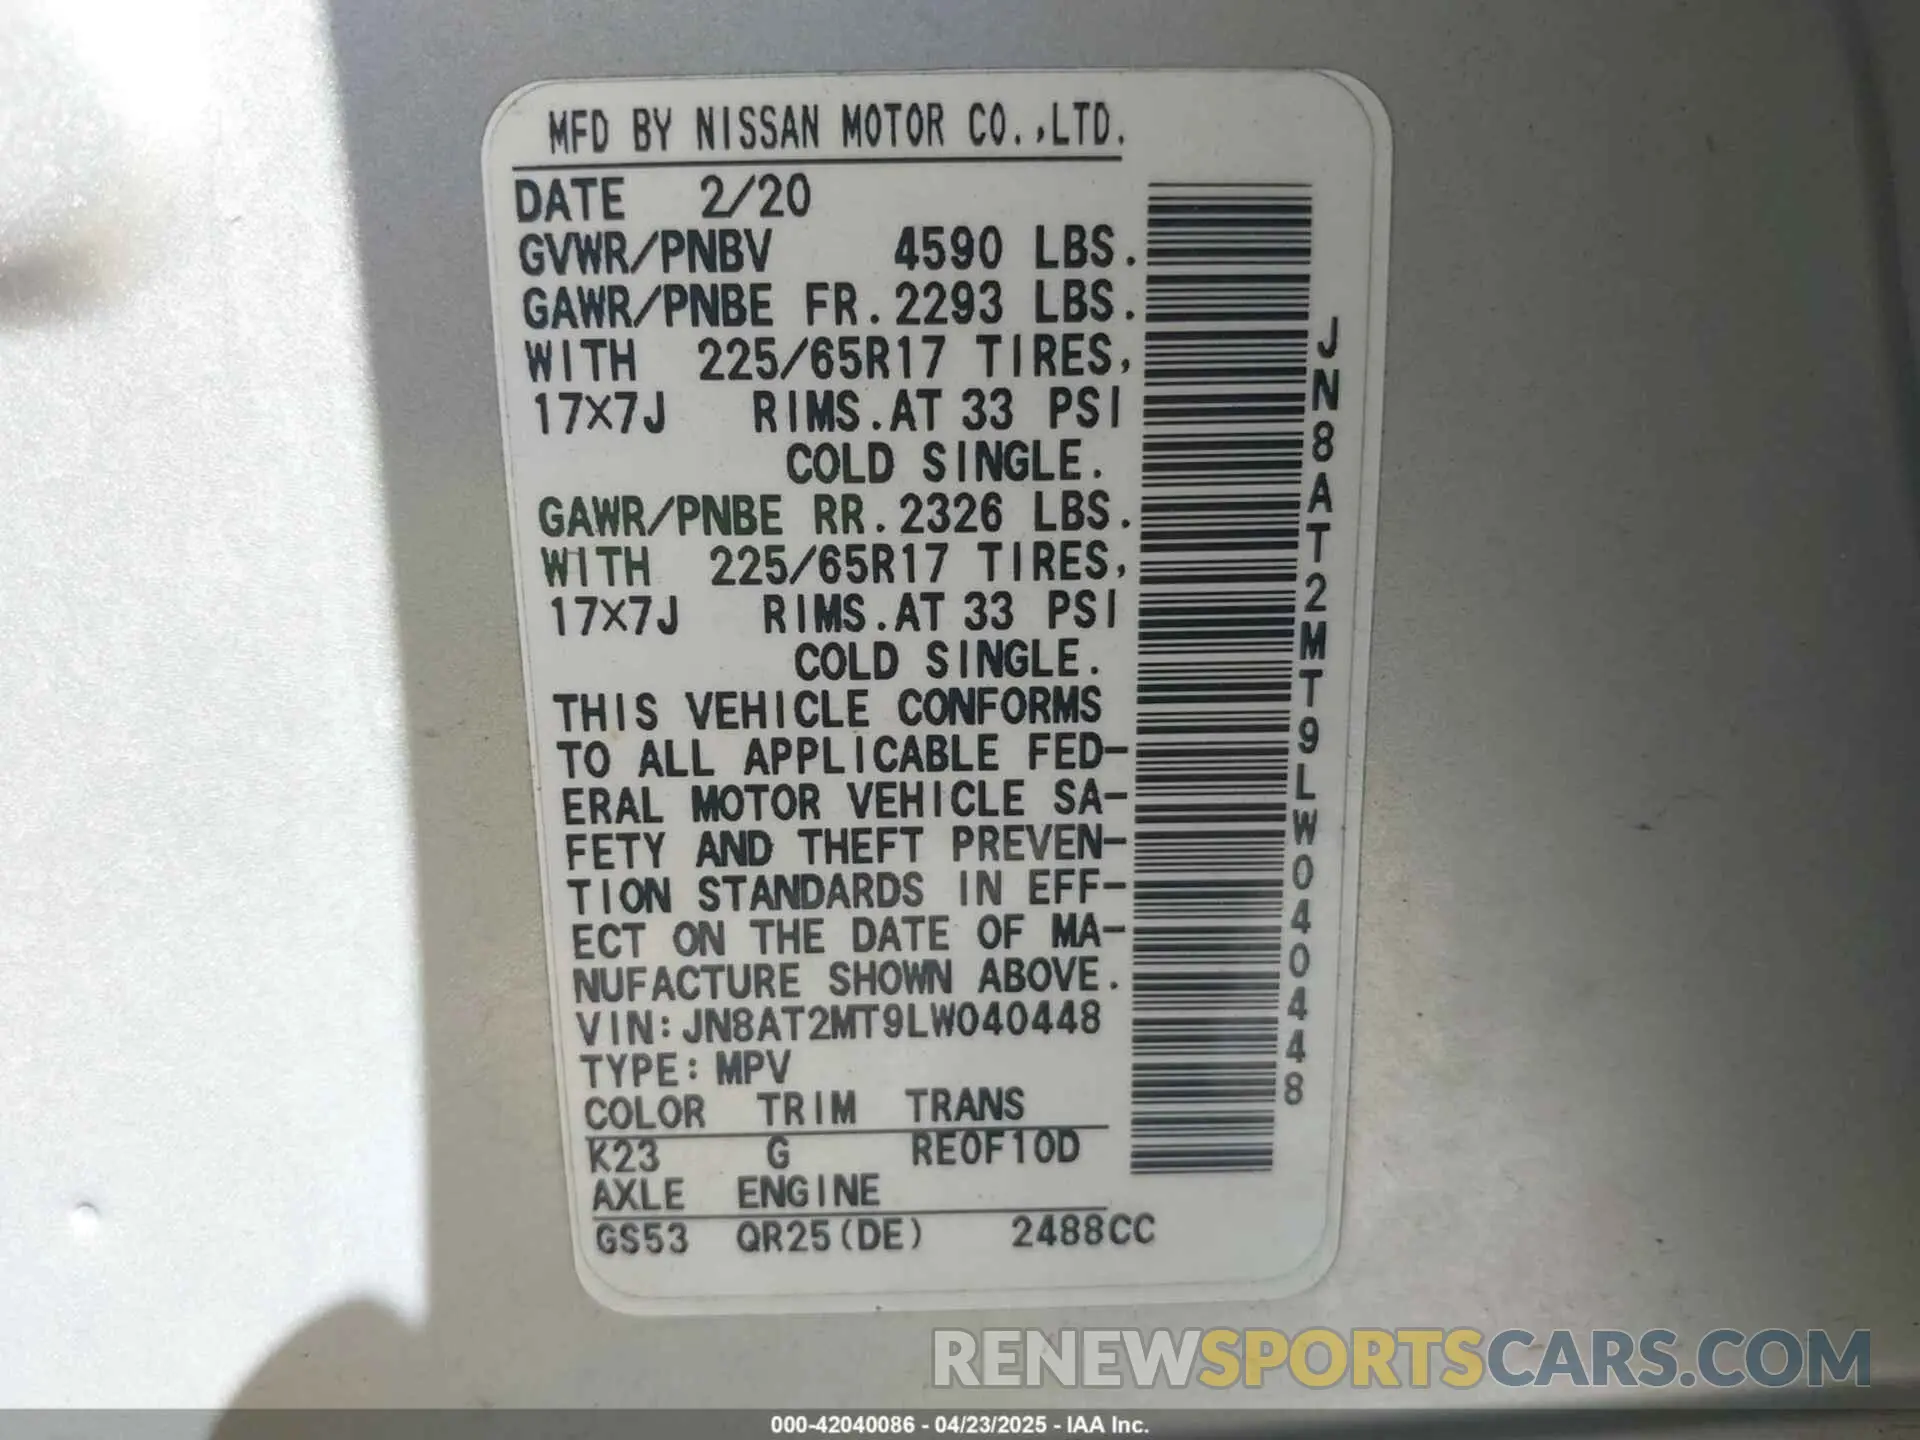 MFD BY NISSAN MOTOR CO.,LTD.
DATE 2/20
GVWR/PNBV 4590 LBS.
GAWR/PNBE FR.2293 LBS.
WITH 225/65R17 TIRES,
17X7J RIMS.AT 33 PSI
COLD SINGLE.
GAWR/PNBE RR.2326 LBS.
WITH 225/65R17 TIRES,
17X7J RIMS.AT 33 PSI
COLD SINGLE.
THIS VEHICLE CONFORMS
TO ALL APPLICABLE FED-
ERAL MOTOR VEHICLE SA-
FETY AND THEFT PREVEN-
TION STANDARDS IN EFF-
ECT ON THE DATE OF MA-
NUFACTURE SHOWN ABOVE.
VIN:JN8AT2MT9LW040448
TYPE:MPV
COLOR TRIM TRANS
K23 G RE0F10D
AXLE ENGINE
GS53 QR25(DE) 2488CC
JN8AT2MT9LW040448
RENEWSPORTSCARS.COM
000-42040086 - 04/23/2025 - IAA Inc.